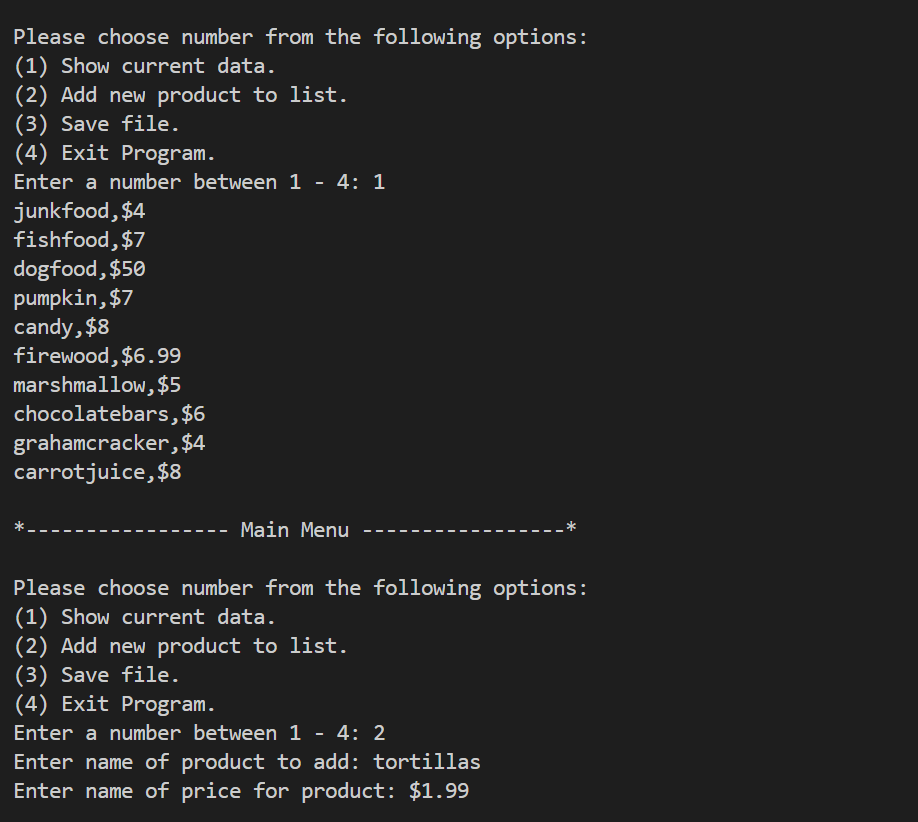 Please choose number from the following options:
(1) Show current data.
(2) Add new product to list.
(3) Save file.
(4) Exit Program.
Enter a number between 1 - 4: 1
junkfood,$4
fishfood,$7
dogfood,$50
pumpkin,$7
candy,$8
firewood,$6.99
marshmallow,$5
chocolatebars,$6
grahamcracker,$4
carrotjuice,$8
*----------------- Main Menu -----------------*
Please choose number from the following options:
(1) Show current data.
(2) Add new product to list.
(3) Save file.
(4) Exit Program.
Enter a number between 1 - 4: 2
Enter name of product to add: tortillas
Enter name of price for product: $1.99